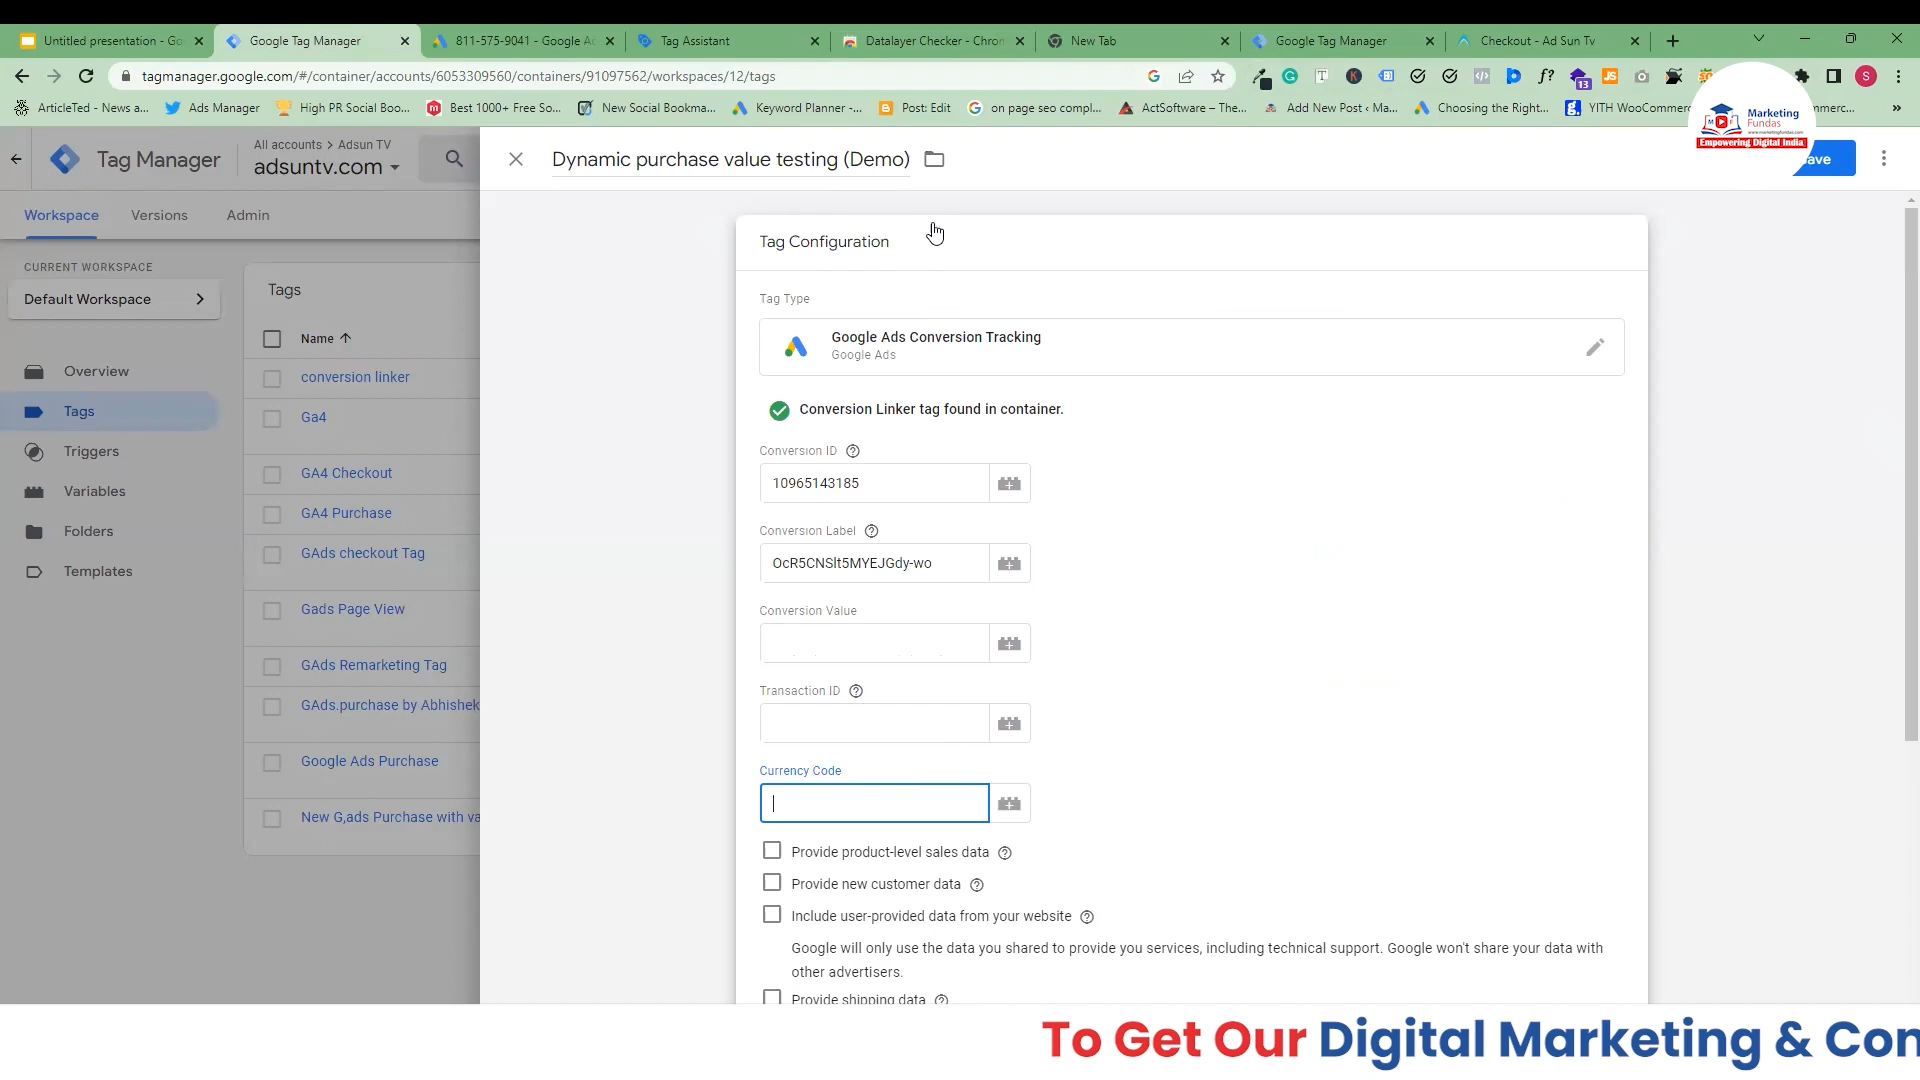 Untitled presentation - Go
Google Tag Manager
811-575-9041 - Google Ad
Tag Assistant
Datalayer Checker - Chron
New Tab
Google Tag Manager
Checkout - Ad Sun Tv
tagmanager.google.com/#/container/accounts/6053309560/containers/91097562/workspaces/12/tags
13
S
ArticleTed - News a...
Ads Manager
High PR Social Boo...
Best 1000+ Free So...
New Social Bookma...
Keyword Planner -...
Post: Edit
on page seo compl...
ActSoftware – The...
Add New Post ‹ Ma...
Choosing the Right...
YITH WooCommerc
mmerc...
Marketing
Fundas
www.marketingfundas.com
Empowering Digital India
Tag Manager
All accounts > Adsun TV
adsuntv.com
Dynamic purchase value testing (Demo)
ave
Workspace
Versions
Admin
CURRENT WORKSPACE
Default Workspace
Overview
Tags
Triggers
Variables
Folders
Templates
Tags
Name
conversion linker
Ga4
GA4 Checkout
GA4 Purchase
GAds checkout Tag
Gads Page View
GAds Remarketing Tag
GAds.purchase by Abhishek
Google Ads Purchase
New G,ads Purchase with va
Tag Configuration
Tag Type
Google Ads Conversion Tracking
Google Ads
Conversion Linker tag found in container.
Conversion ID
10965143185
Conversion Label
OcR5CNSlt5MYEJGdy-wo
Conversion Value
Transaction ID
Currency Code
Provide product-level sales data
Provide new customer data
Include user-provided data from your website
Google will only use the data you shared to provide you services, including technical support. Google won't share your data with
other advertisers.
Provide shipping data
To Get Our Digital Marketing & Con